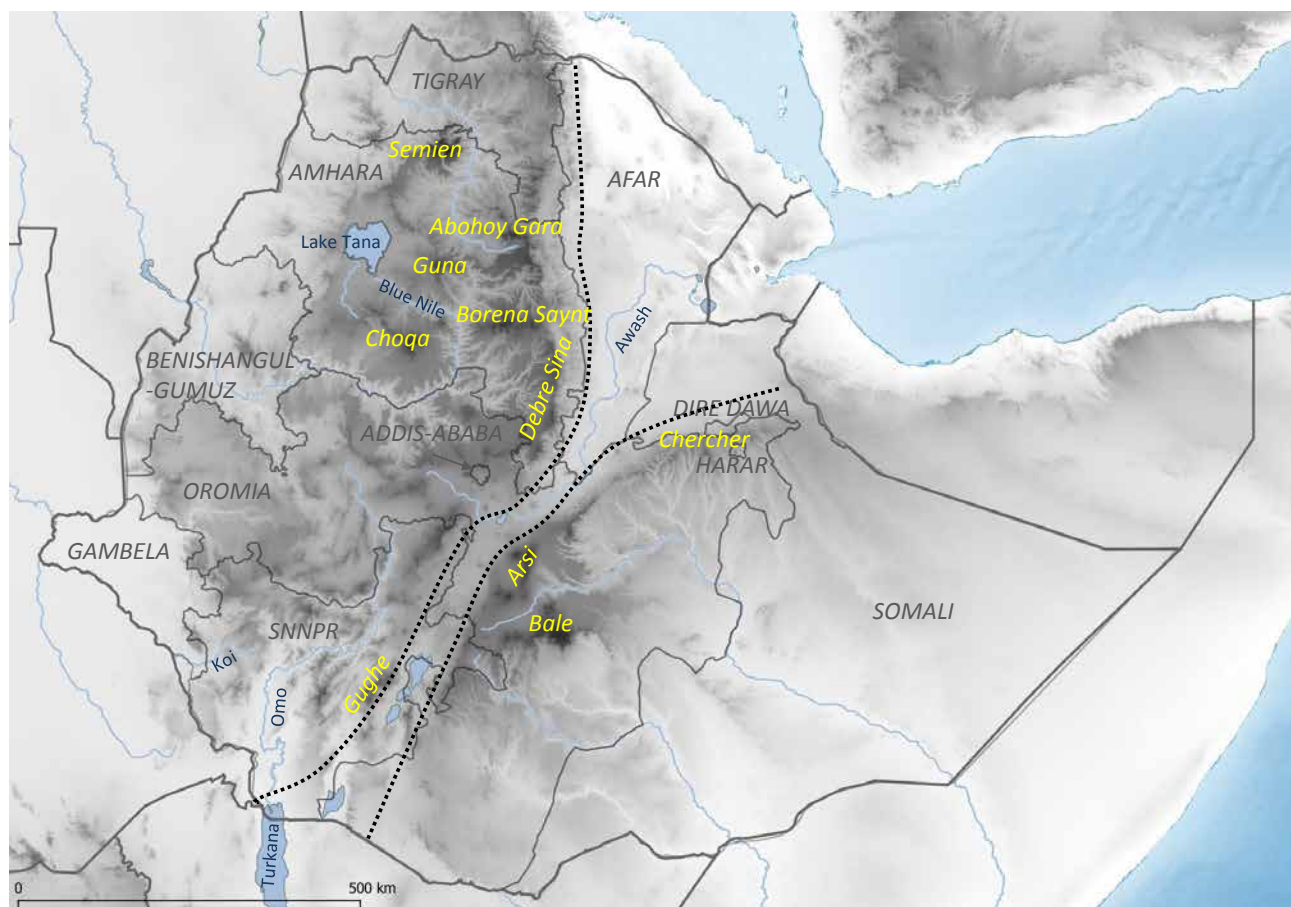 TIGRAY
Semien
AMHARA
AFAR
Abohoy Gara
Lake Tana
Guna
Blue Nile
Borena Saynt
Awash
Choqa
BENISHANGUL
-GUMUZ
Debre Sina
DIRE DAWA
ADDIS-ABABA
Chercher
HARAR
OROMIA
GAMBELA
Arsi
SOMALI
Bale
SNNPR
Koi
Gughe
Omo
Turkana
0
500 km